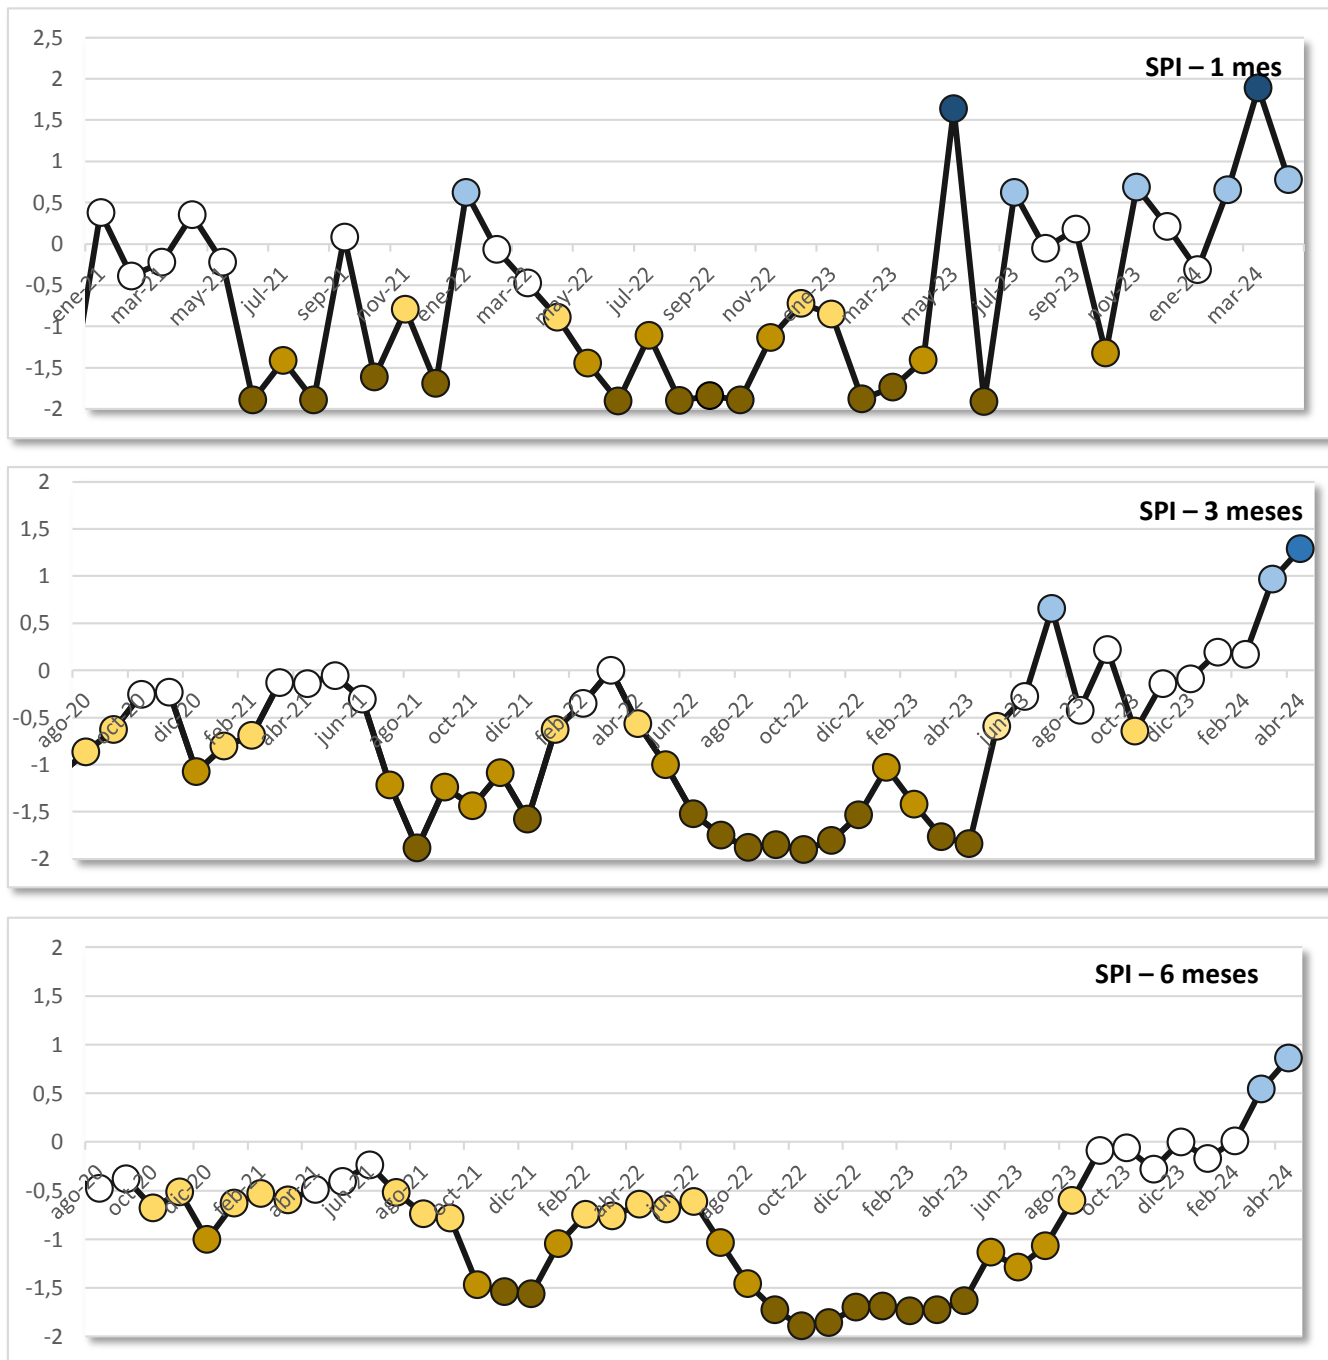 SPI – 1 mes
2,5
2
1,5
1
0,5
0
-0,5
-1
-1,5
-2
ene-21
mar-21
may-21
jul-21
sep-21
nov-21
ene-22
mar-22
may-22
jul-22
sep-22
nov-22
ene-23
mar-23
may-23
jul-23
sep-23
nov-23
ene-24
mar-24
SPI – 3 meses
2
1,5
1
0,5
0
-0,5
-1
-1,5
-2
ago-20
oct-20
dic-20
feb-21
abr-21
jun-21
ago-21
oct-21
dic-21
feb-22
abr-22
jun-22
ago-22
oct-22
dic-22
feb-23
abr-23
jun-23
ago-23
oct-23
dic-23
feb-24
abr-24
SPI – 6 meses
2
1,5
1
0,5
0
-0,5
-1
-1,5
-2
ago-20
oct-20
dic-20
feb-21
abr-21
jun-21
ago-21
oct-21
dic-21
feb-22
abr-22
jun-22
ago-22
oct-22
dic-22
feb-23
abr-23
jun-23
ago-23
oct-23
dic-23
feb-24
abr-24